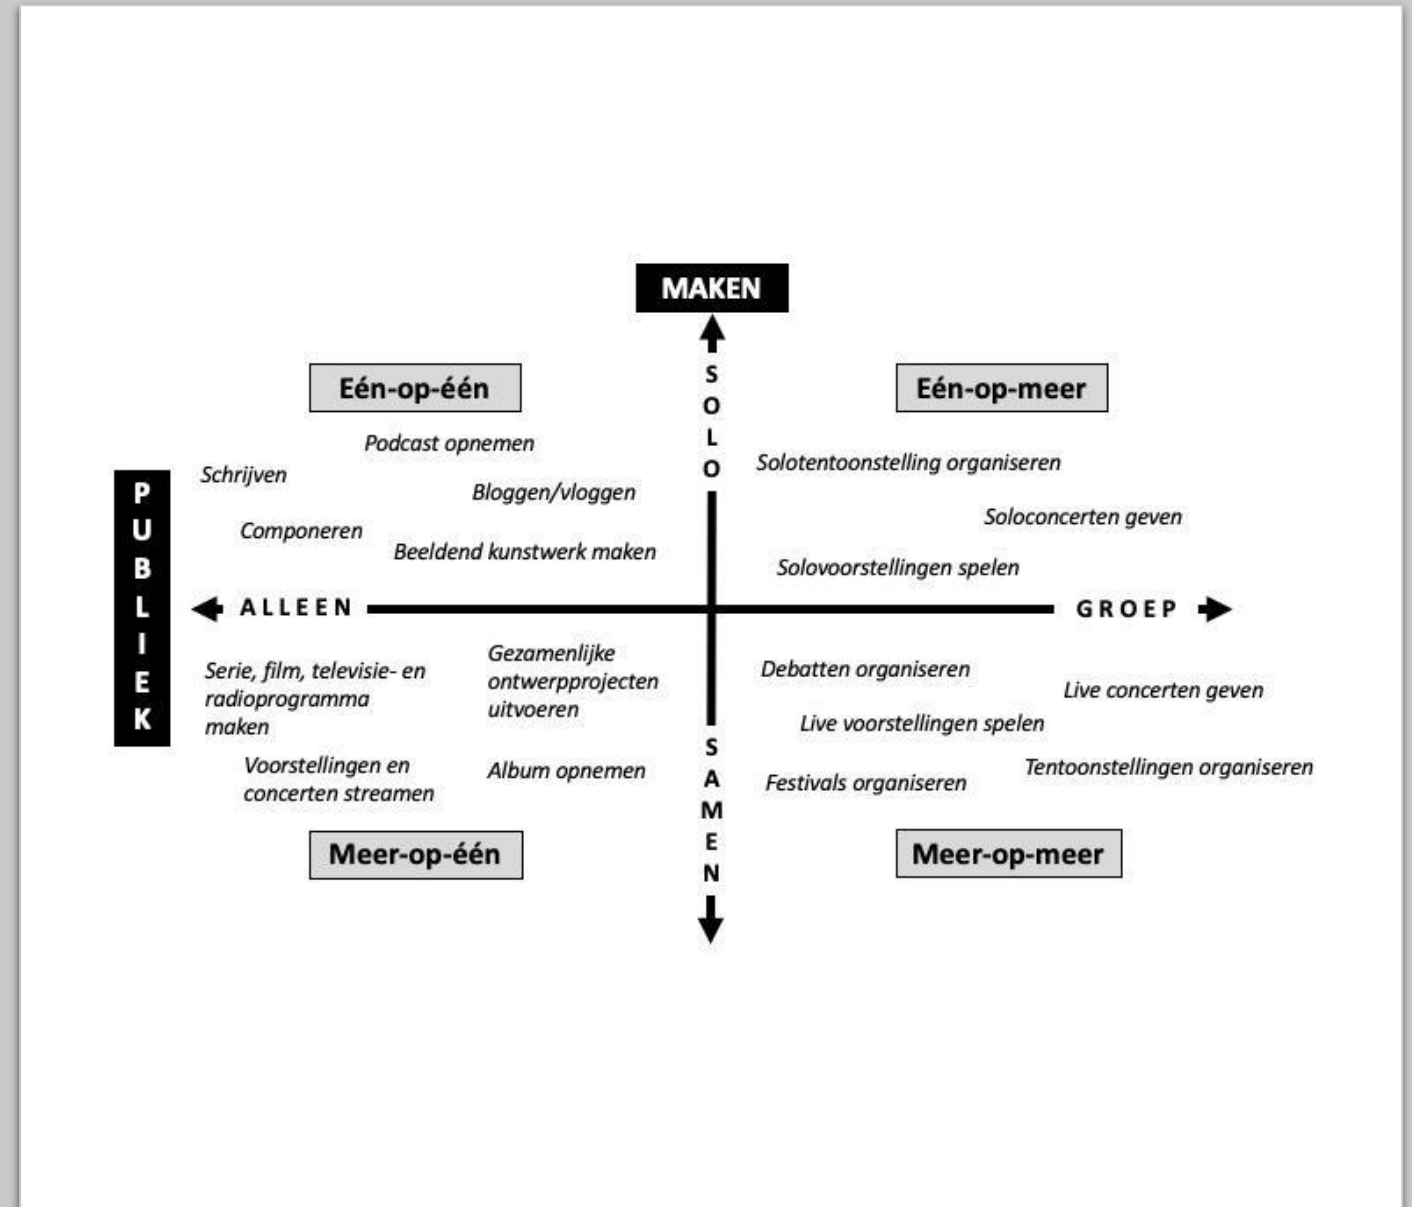 MAKEN
SOLO
Eén-op-één
Podcast opnemen
Schrijven
Bloggen/vloggen
Componeren
Beeldend kunstwerk maken
Eén-op-meer
Solotentoonstelling organiseren
Soloconcerten geven
Solovoorstellingen spelen
PUBLIEK
ALLEEN
GROEP
Serie, film, televisie- en
radioprogramma
maken
Gezamenlijke
ontwerpprojecten
uitvoeren
Voorstellingen en
concerten streamen
Album opnemen
Meer-op-één
SAMEN
Debatten organiseren
Live concerten geven
Live voorstellingen spelen
Tentoonstellingen organiseren
Festivals organiseren
Meer-op-meer